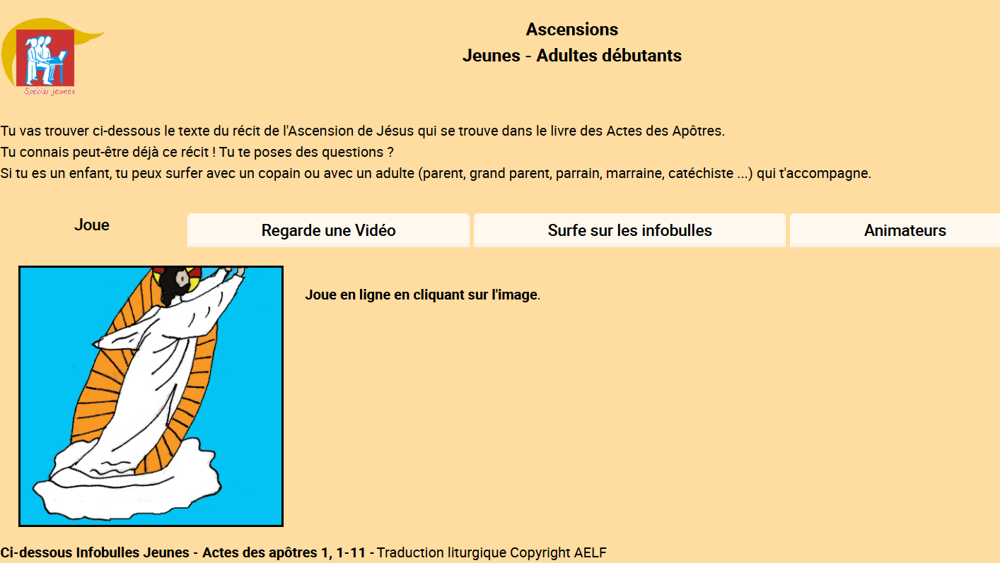 Spécial jeunes
Ascensions
Jeunes - Adultes débutants
Tu vas trouver ci-dessous le texte du récit de l'Ascension de Jésus qui se trouve dans le livre des Actes des Apôtres.
Tu connais peut-être déjà ce récit ! Tu te poses des questions ?
Si tu es un enfant, tu peux surfer avec un copain ou avec un adulte (parent, grand parent, parrain, marraine, catéchiste ...) qui t'accompagne.
Joue
Regarde une Vidéo
Surfe sur les infobulles
Animateurs
Joue en ligne en cliquant sur l'image.
Ci-dessous Infobulles Jeunes - Actes des apôtres 1, 1-11 - Traduction liturgique Copyright AELF